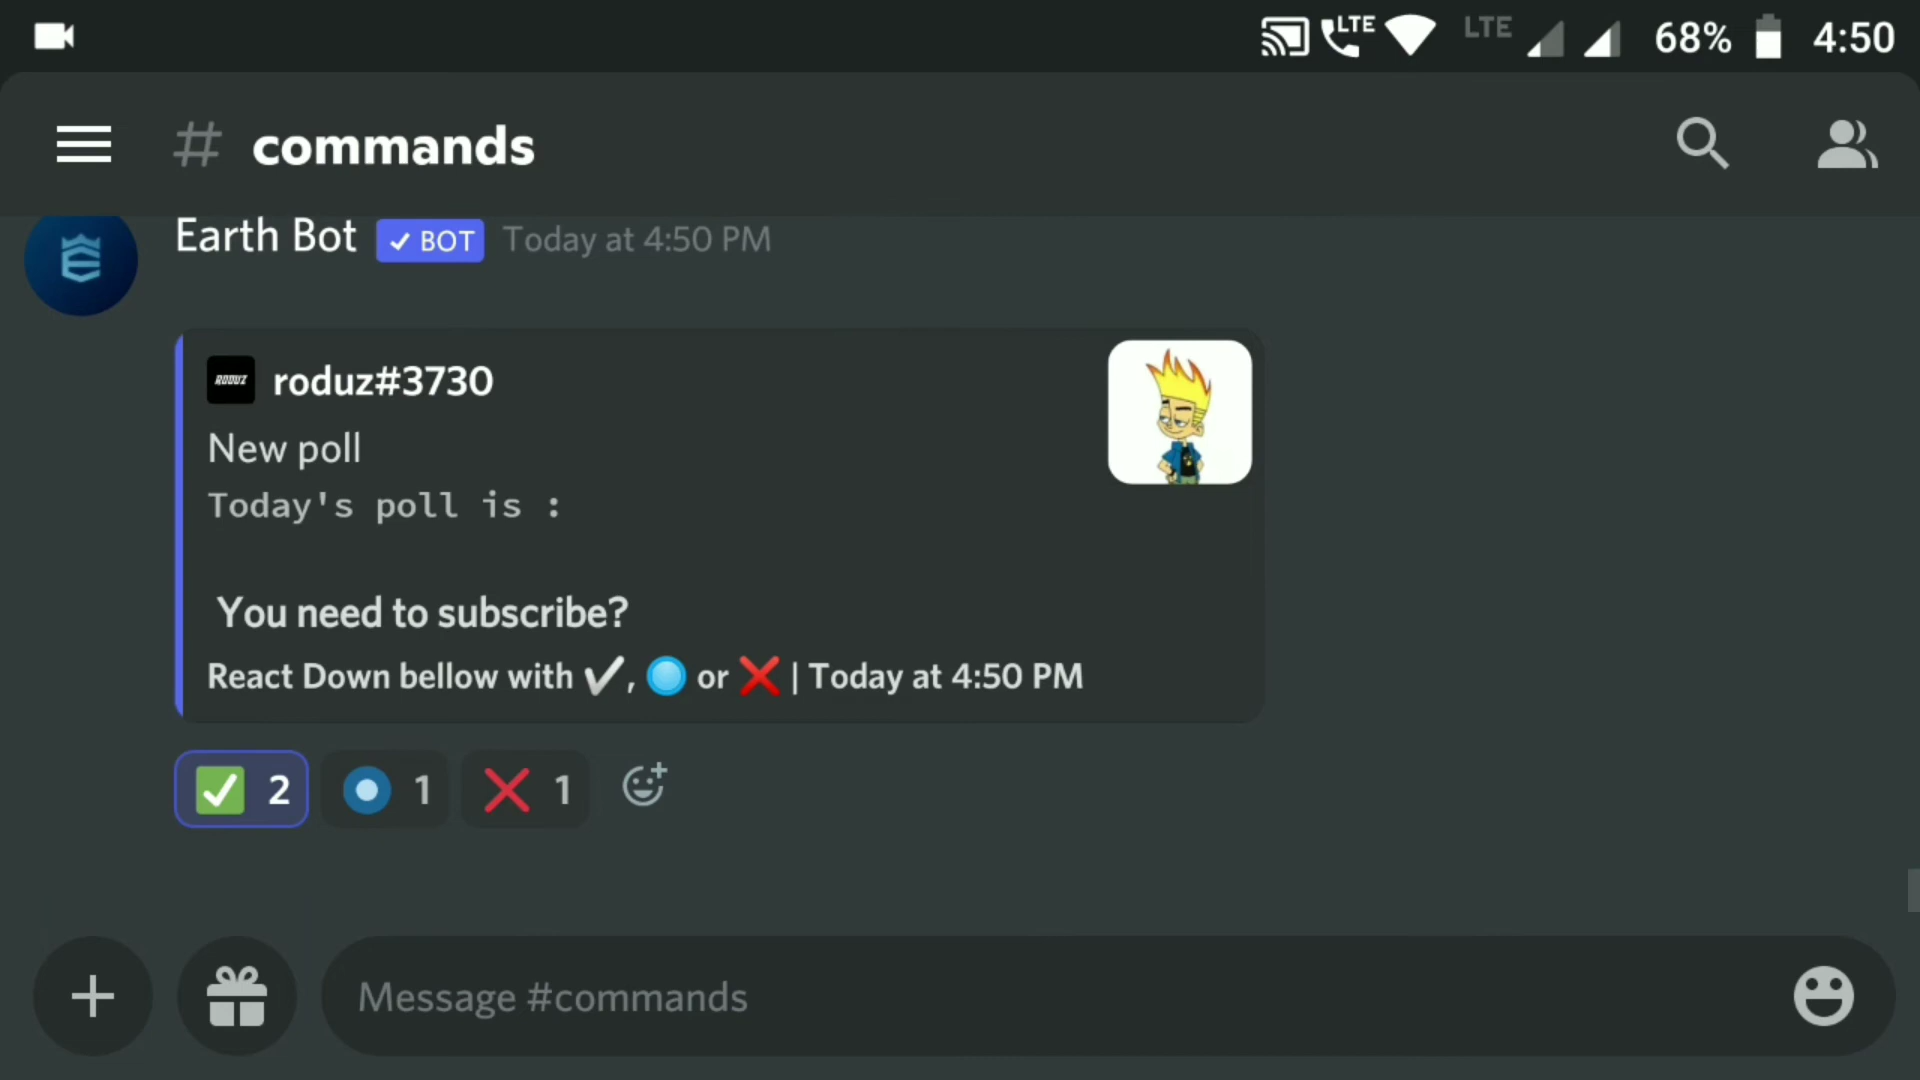 LTE LTE 68% 4:50
# commands
Earth Bot ✓ BOT Today at 4:50 PM
RODUZ roduz#3730
New poll
Today's poll is :
You need to subscribe?
React Down bellow with ✔, 🔵 or ❌ | Today at 4:50 PM
✅ 2 🔘 1 ❌ 1
Message #commands